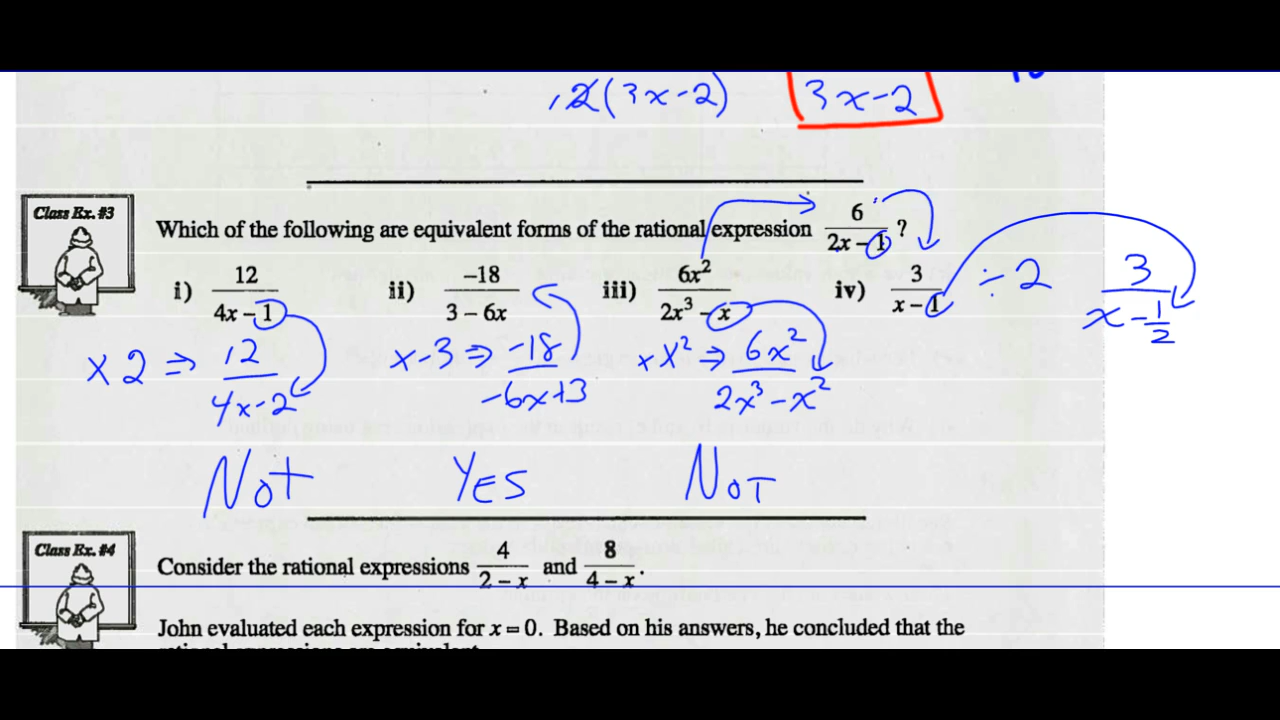 2(3x-2) 3x-2
Class Ex. #3
Which of the following are equivalent forms of the rational expression 6/(2x - 1) ?
i) 12/(4x - 1) ii) -18/(3 - 6x) iii) 6x²/(2x³ - x) iv) 3/(x - 1) ÷2 3/(x - 1/2)
x 2 ⇒ 12/(4x-2) x -3 ⇒ -18/(-6x+3) x x² ⇒ 6x²/(2x³-x²)
NOT YES NOT
Class Ex. #4
Consider the rational expressions 4/(2 - x) and 8/(4 - x).
John evaluated each expression for x = 0. Based on his answers, he concluded that the